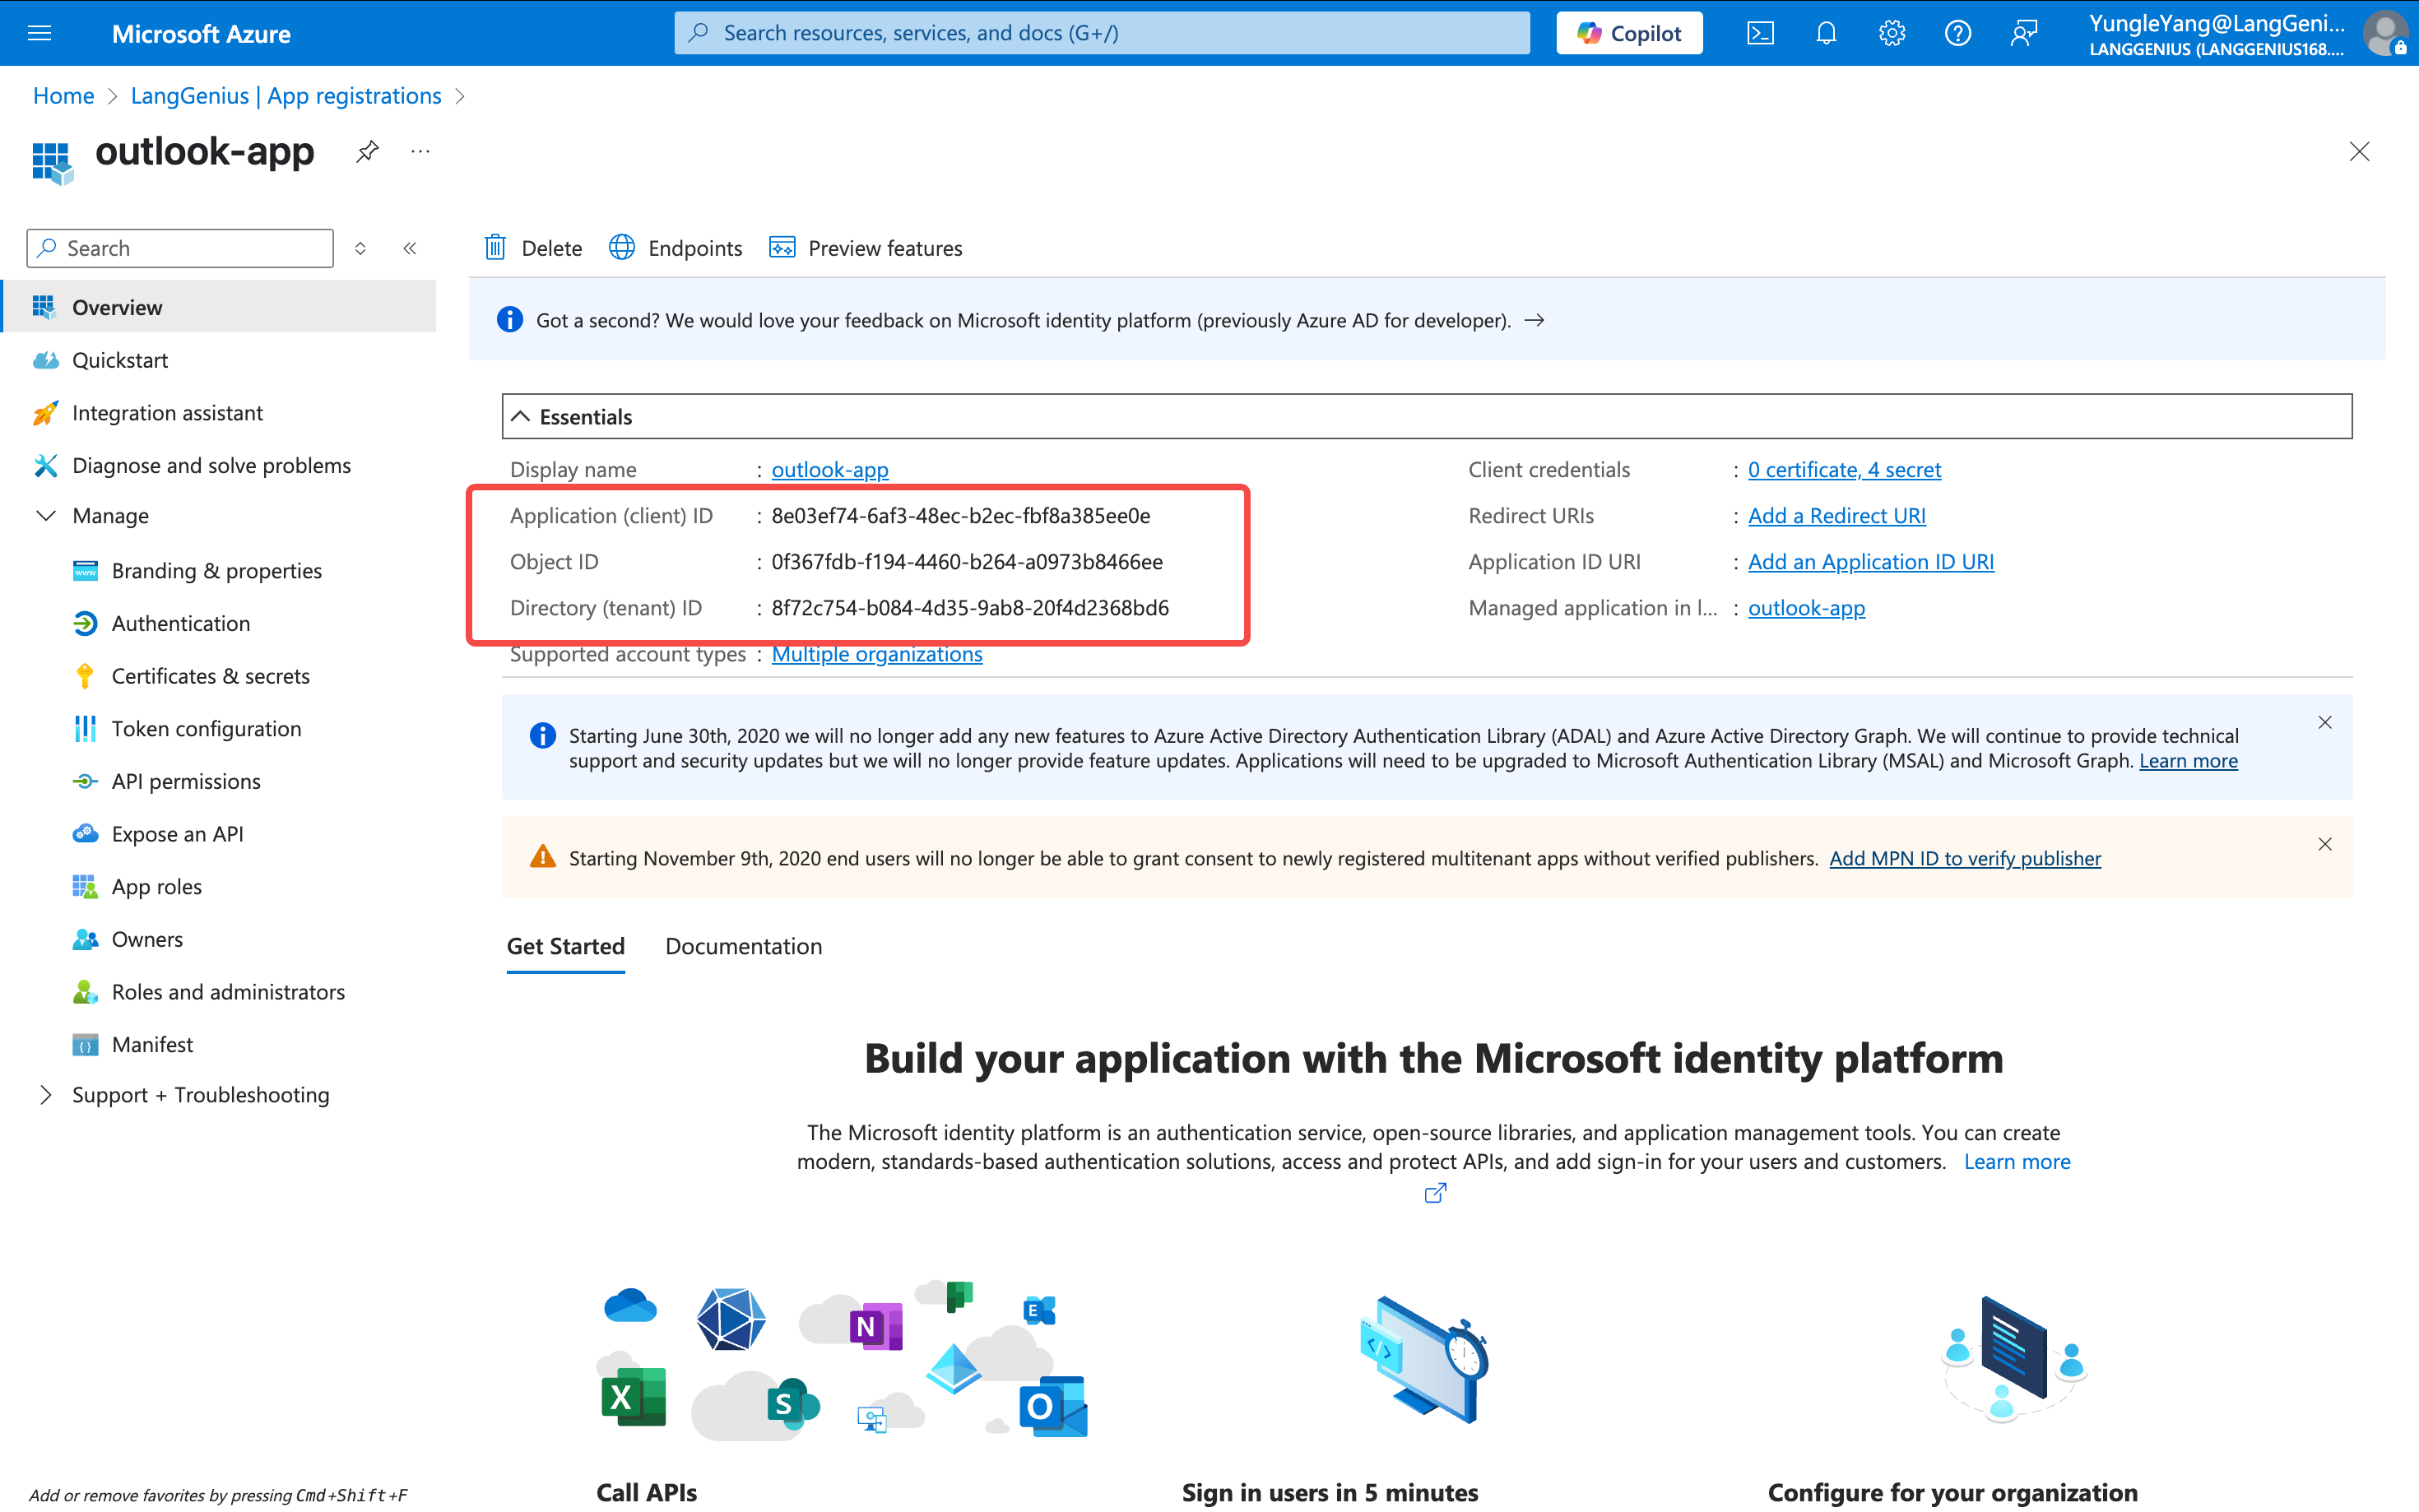 Microsoft Azure
Search resources, services, and docs (G+/)
Copilot
YungleYang@LangGeni...
LANGGENIUS (LANGGENIUS168....
Home > LangGenius | App registrations >
outlook-app
Search
Delete
Endpoints
Preview features
Overview
Quickstart
Integration assistant
Diagnose and solve problems
Manage
Branding & properties
Authentication
Certificates & secrets
Token configuration
API permissions
Expose an API
App roles
Owners
Roles and administrators
Manifest
Support + Troubleshooting
Add or remove favorites by pressing Cmd+Shift+F
Got a second? We would love your feedback on Microsoft identity platform (previously Azure AD for developer). →
Essentials
Display name : outlook-app
Application (client) ID : 8e03ef74-6af3-48ec-b2ec-fbf8a385ee0e
Object ID : 0f367fdb-f194-4460-b264-a0973b8466ee
Directory (tenant) ID : 8f72c754-b084-4d35-9ab8-20f4d2368bd6
Supported account types : Multiple organizations
Client credentials : 0 certificate, 4 secret
Redirect URIs : Add a Redirect URI
Application ID URI : Add an Application ID URI
Managed application in l... : outlook-app
Starting June 30th, 2020 we will no longer add any new features to Azure Active Directory Authentication Library (ADAL) and Azure Active Directory Graph. We will continue to provide technical
support and security updates but we will no longer provide feature updates. Applications will need to be upgraded to Microsoft Authentication Library (MSAL) and Microsoft Graph. Learn more
Starting November 9th, 2020 end users will no longer be able to grant consent to newly registered multitenant apps without verified publishers. Add MPN ID to verify publisher
Get Started
Documentation
Build your application with the Microsoft identity platform
The Microsoft identity platform is an authentication service, open-source libraries, and application management tools. You can create
modern, standards-based authentication solutions, access and protect APIs, and add sign-in for your users and customers. Learn more
N
E
X
S
O
Call APIs
Sign in users in 5 minutes
Configure for your organization